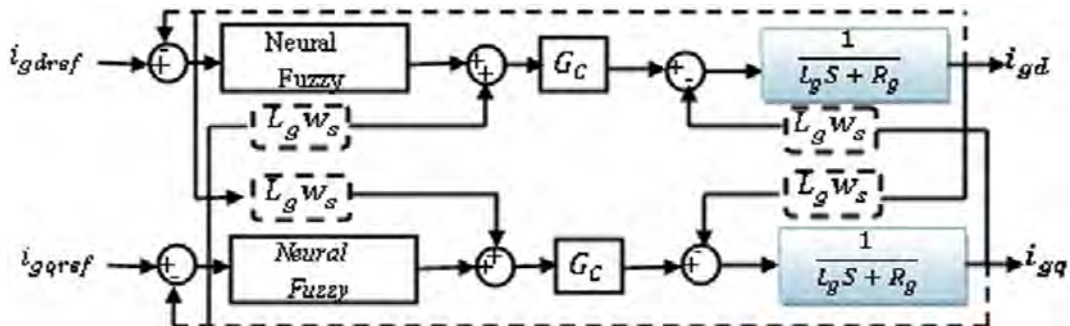 i_gdref
Neural
Fuzzy
G_C
1
L_g S + R_g
i_gd
L_g w_s
L_g w_s
L_g w_s
L_g w_s
i_gqref
Neural
Fuzzy
G_C
1
L_g S + R_g
i_gq